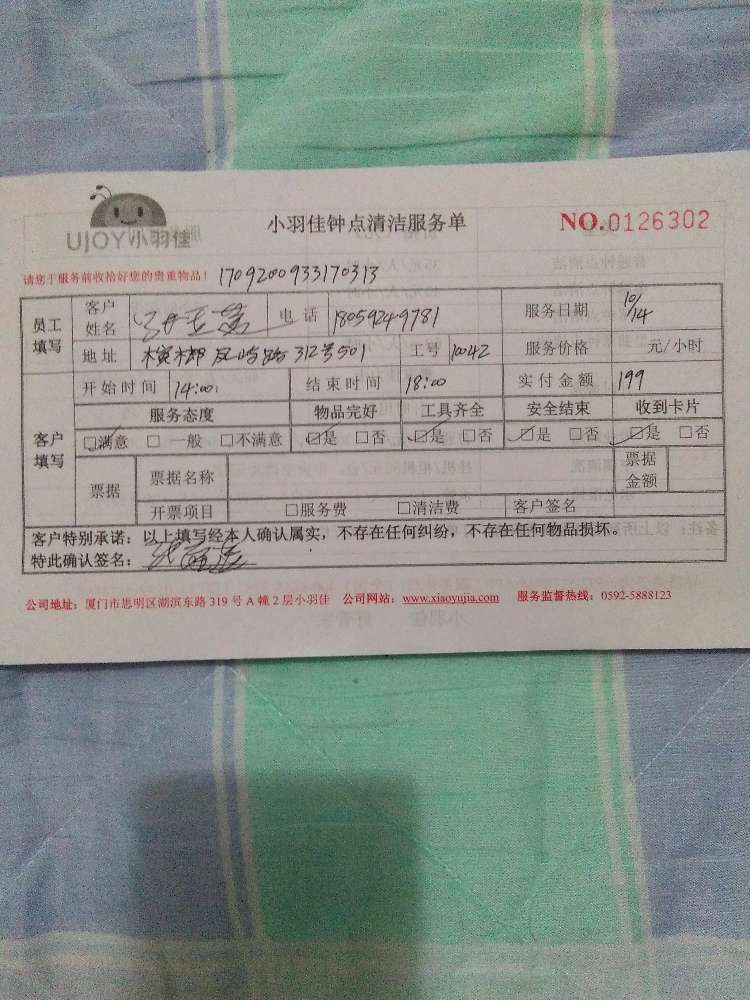 UJOY小羽佳
小羽佳钟点清洁服务单
NO.0126302
请您于服务前收拾好您的贵重物品！ 1709200933170313
员工填写 客户姓名 电话 18059249781 服务日期 10/14
地址 槟榔 312号501 工号 10042 服务价格 元/小时
客户填写 开始时间 14:00 结束时间 18:00 实付金额 199
服务态度 物品完好 工具齐全 安全结束 收到卡片
☑满意 □一般 □不满意 ☑是 □否 ☑是 □否 ☑是 □否 ☑是 □否
票据 票据名称 票据金额
开票项目 □服务费 □清洁费 客户签名
客户特别承诺：以上填写经本人确认属实，不存在任何纠纷，不存在任何物品损坏。
特此确认签名：
公司地址：厦门市思明区湖滨东路 319 号 A 幢 2 层小羽佳 公司网站：www.xiaoyujia.com 服务监督热线：0592-5888123